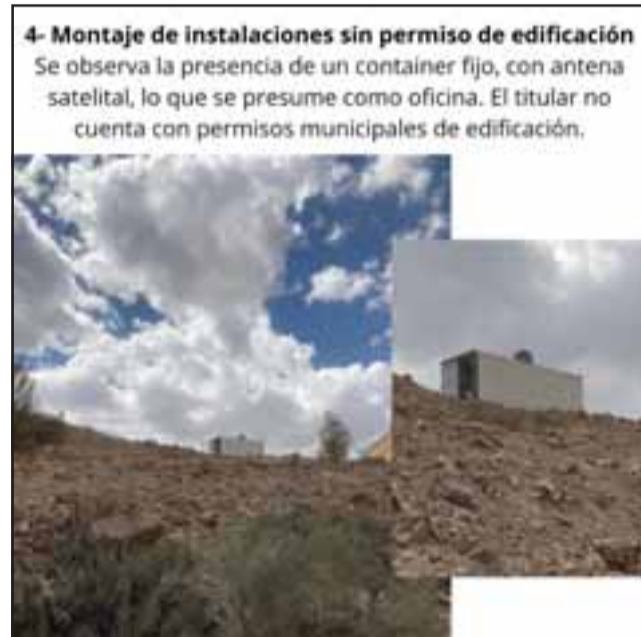 4- Montaje de instalaciones sin permiso de edificación
Se observa la presencia de un container fijo, con antena
satelital, lo que se presume como oficina. El titular no
cuenta con permisos municipales de edificación.